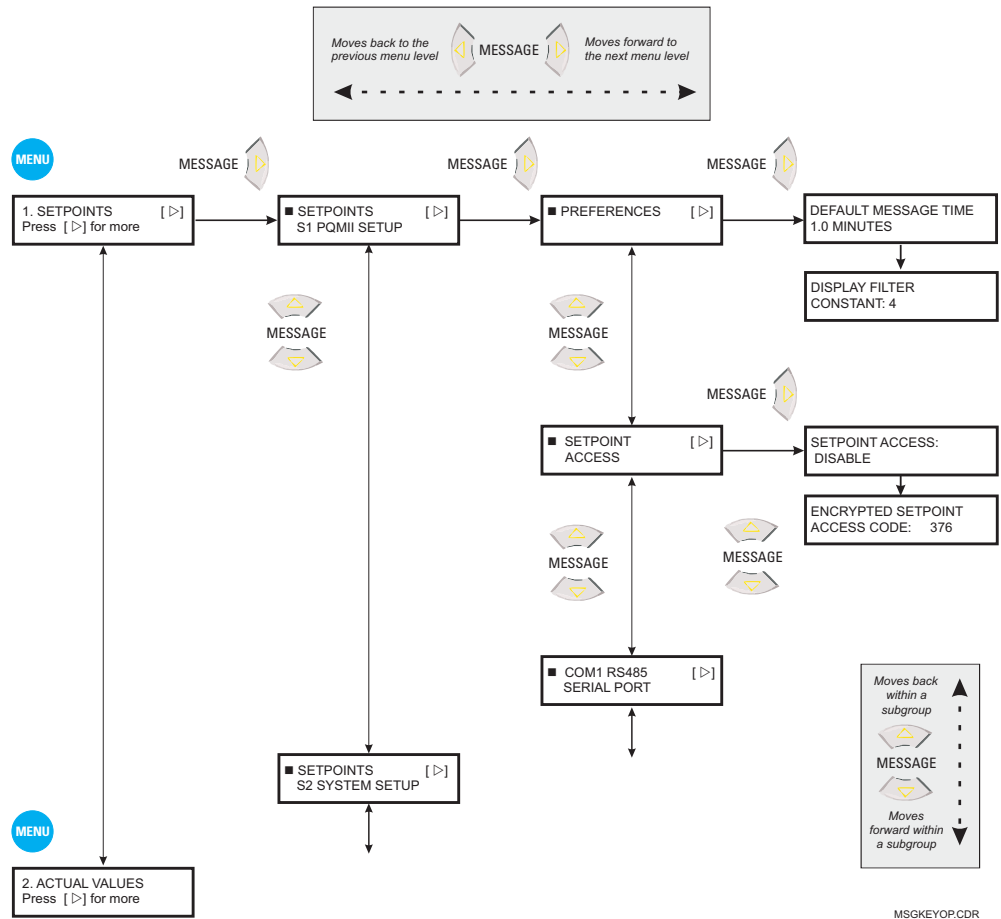 Moves back to the
previous menu level
MESSAGE
Moves forward to
the next menu level
MENU
MESSAGE
MESSAGE
MESSAGE
1. SETPOINTS [ ▷]
Press [ ▷] for more
■ SETPOINTS [ ▷]
S1 PQMII SETUP
■ PREFERENCES [ ▷]
DEFAULT MESSAGE TIME
1.0 MINUTES
DISPLAY FILTER
CONSTANT: 4
MESSAGE
MESSAGE
MESSAGE
■ SETPOINT [ ▷]
ACCESS
SETPOINT ACCESS:
DISABLE
ENCRYPTED SETPOINT
ACCESS CODE: 376
MESSAGE
MESSAGE
■ COM1 RS485 [ ▷]
SERIAL PORT
Moves back
within a
subgroup
MESSAGE
Moves
forward within
a subgroup
■ SETPOINTS [ ▷]
S2 SYSTEM SETUP
MENU
2. ACTUAL VALUES
Press [ ▷] for more
MSGKEYOP.CDR